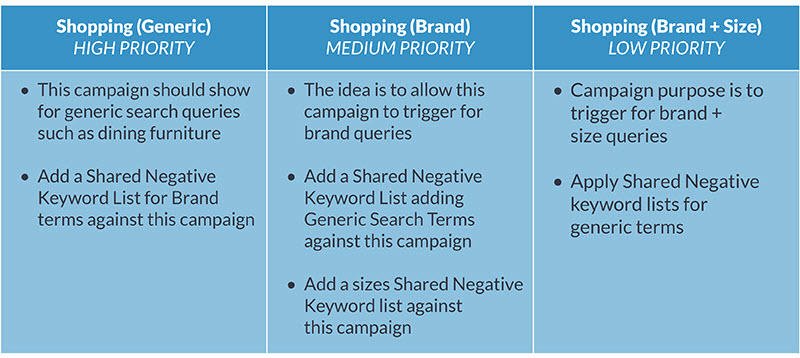 Shopping (Generic)
HIGH PRIORITY
• This campaign should show
for generic search queries
such as dining furniture
• Add a Shared Negative
Keyword List for Brand
terms against this campaign
Shopping (Brand)
MEDIUM PRIORITY
• The idea is to allow this
campaign to trigger for
brand queries
• Add a Shared Negative
Keyword List adding
Generic Search Terms
against this campaign
• Add a sizes Shared Negative
Keyword list against
this campaign
Shopping (Brand + Size)
LOW PRIORITY
• Campaign purpose is to
trigger for brand +
size queries
• Apply Shared Negative
keyword lists for
generic terms